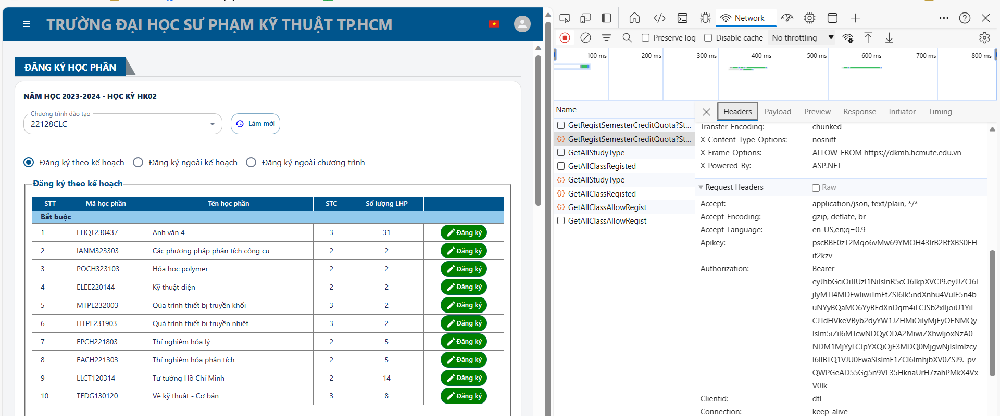 TRƯỜNG ĐẠI HỌC SƯ PHẠM KỸ THUẬT TP.HCM
ĐĂNG KÝ HỌC PHẦN
NĂM HỌC 2023-2024 - HỌC KỲ HK02
Chương trình đào tạo
22128CLC
Làm mới
Đăng ký theo kế hoạch Đăng ký ngoài kế hoạch Đăng ký ngoài chương trình
Đăng ký theo kế hoạch
STT Mã học phần Tên học phần STC Số lượng LHP
Bắt buộc
1 EHQT230437 Anh văn 4 3 31 Đăng ký
2 IANM323303 Các phương pháp phân tích công cụ 2 2 Đăng ký
3 POCH323103 Hóa học polymer 2 2 Đăng ký
4 ELEE220144 Kỹ thuật điện 2 2 Đăng ký
5 MTPE232003 Qúa trình thiết bị truyền khối 3 2 Đăng ký
6 HTPE231903 Quá trình thiết bị truyền nhiệt 3 2 Đăng ký
7 EPCH221803 Thí nghiệm hóa lý 2 5 Đăng ký
8 EACH221303 Thí nghiệm hóa phân tích 2 5 Đăng ký
9 LLCT120314 Tư tưởng Hồ Chí Minh 2 14 Đăng ký
10 TEDG130120 Vẽ kỹ thuật - Cơ bản 3 8 Đăng ký
Network
Preserve log Disable cache No throttling
100 ms 200 ms 300 ms 400 ms 500 ms 600 ms 700 ms 800 ms
Name
GetRegistSemesterCreditQuota?St...
GetRegistSemesterCreditQuota?St...
GetAllStudyType
GetAllClassRegisted
GetAllStudyType
GetAllClassRegisted
GetAllClassAllowRegist
GetAllClassAllowRegist
Headers Payload Preview Response Initiator Timing
Transfer-Encoding: chunked
X-Content-Type-Options: nosniff
X-Frame-Options: ALLOW-FROM https://dkmh.hcmute.edu.vn
X-Powered-By: ASP.NET
Request Headers Raw
Accept: application/json, text/plain, */*
Accept-Encoding: gzip, deflate, br
Accept-Language: en-US,en;q=0.9
Apikey: pscRBF0zT2Mqo6vMw69YMOH43IrB2RtXBS0EH
it2kzv
Authorization: Bearer
eyJhbGciOiJIUzI1NiIsInR5cCI6IkpXVCJ9.eyJJZCI6I
jIyMTI4MDEwIiwiTmFtZSI6Ik5ndXnhu4VuIE5n4b
uNYyBQaMO6YyBEdXnDqm4iLCJSb2xlIjoiU1YiL
CJTdHVkeVByb2dyYW1JZHMiOiIyMjEyOENMQy
IsIm5iZiI6MTcwNDQyODA2MiwiZXhwIjoxNzA0
NDM1MjYyLCJpYXQiOjE3MDQ0MjgwNjIsImlzcy
I6IlBTQ1VJU0FwaSIsImF1ZCI6ImhjbXV0ZSJ9._pv
QWPGeAD55Gg5n9VL35HknaUrH7zahPMkX4Vx
V0Ik
Clientid: dtl
Connection: keep-alive